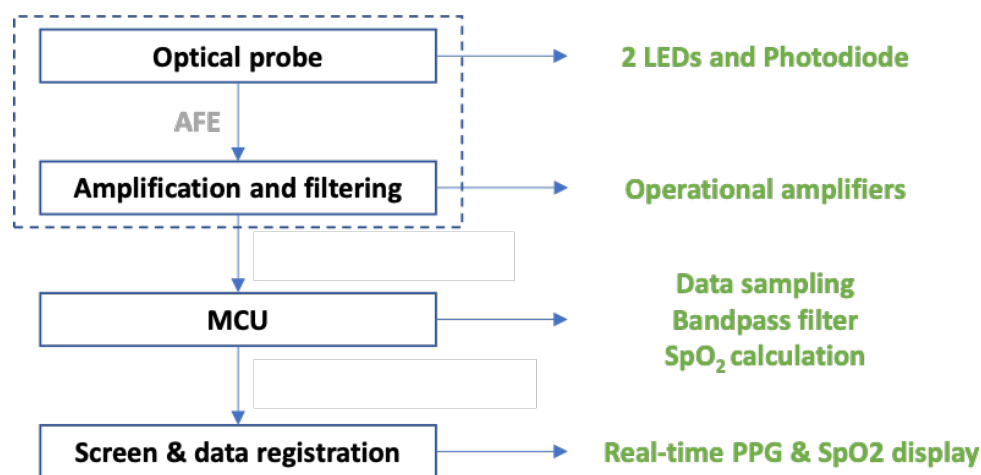 Optical probe
2 LEDs and Photodiode
AFE
Amplification and filtering
Operational amplifiers
MCU
Data sampling
Bandpass filter
SpO₂ calculation
Screen & data registration
Real-time PPG & SpO2 display